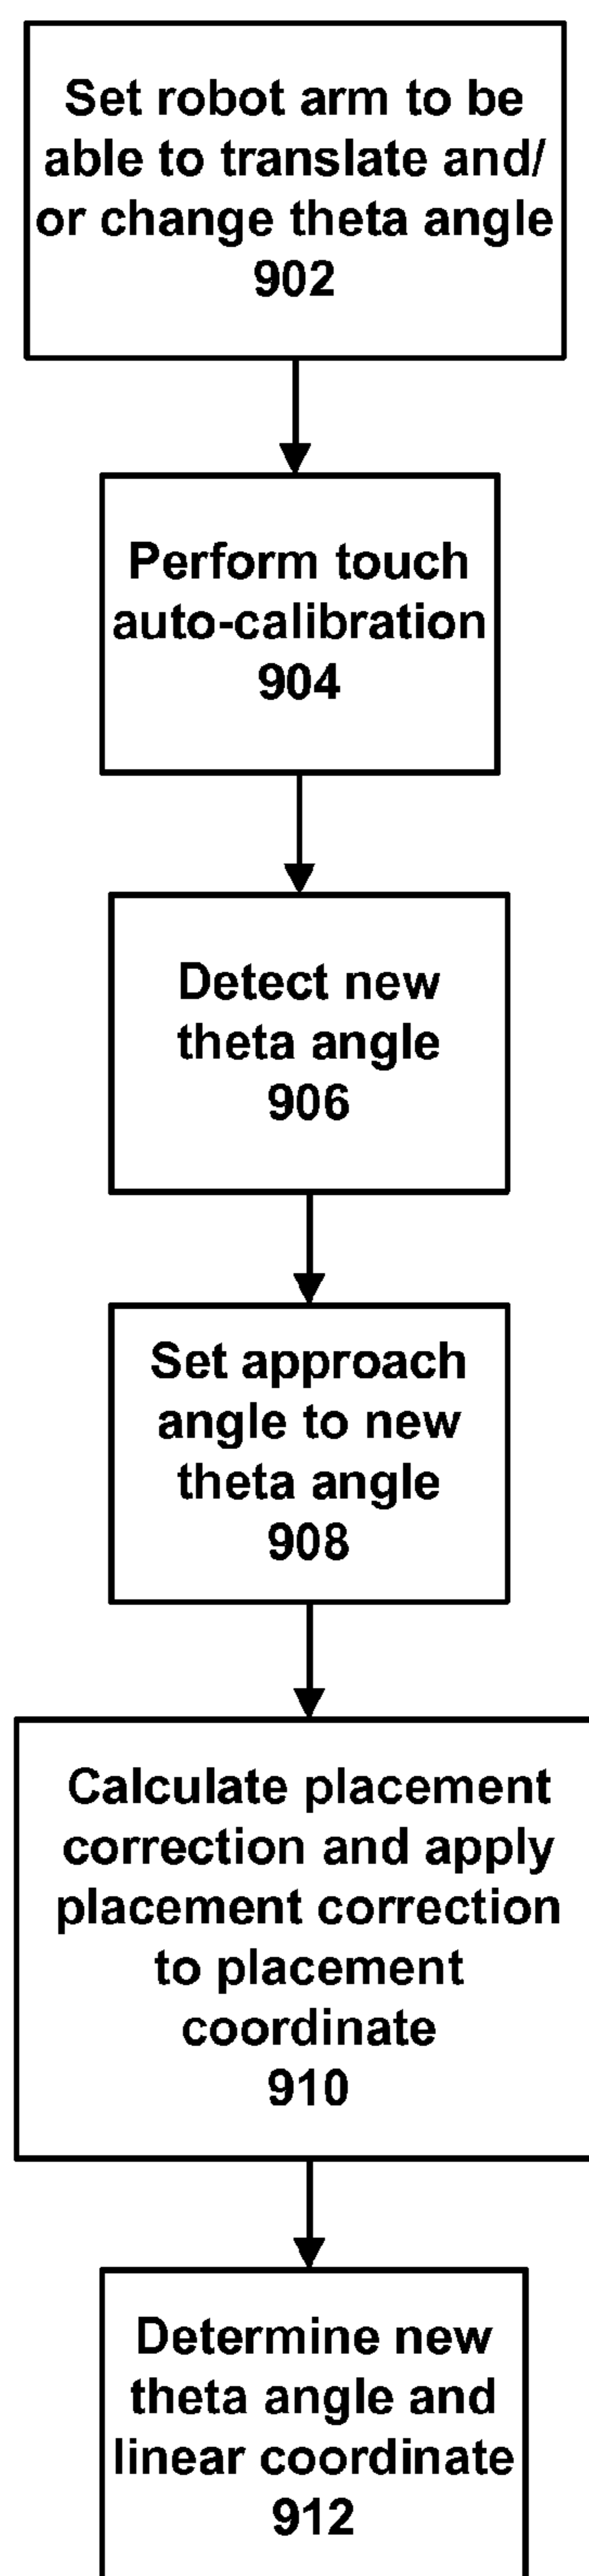 Set robot arm to be
able to translate and/
or change theta angle
902
Perform touch
auto-calibration
904
Detect new
theta angle
906
Set approach
angle to new
theta angle
908
Calculate placement
correction and apply
placement correction
to placement
coordinate
910
Determine new
theta angle and
linear coordinate
912